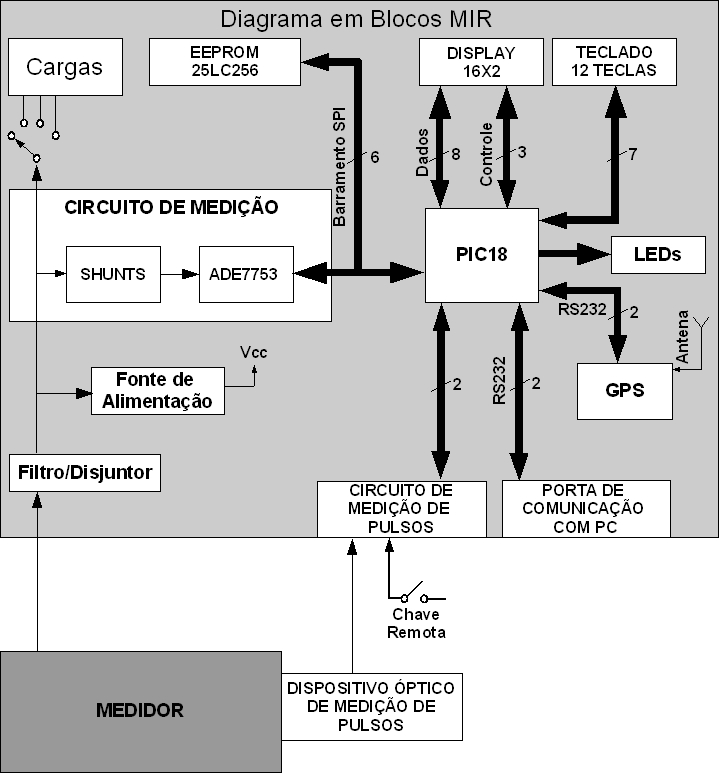 Diagrama em Blocos MIR
Cargas
EEPROM
25LC256
DISPLAY
16X2
TECLADO
12 TECLAS
Barramento SPI
6
Dados
8
Controle
3
7
CIRCUITO DE MEDIÇÃO
SHUNTS
ADE7753
PIC18
LEDs
RS232
2
Antena
GPS
Vcc
Fonte de
Alimentação
2
RS232
2
Filtro/Disjuntor
CIRCUITO DE
MEDIÇÃO DE
PULSOS
PORTA DE
COMUNICAÇÃO
COM PC
Chave
Remota
MEDIDOR
DISPOSITIVO ÓPTICO
DE MEDIÇÃO DE
PULSOS